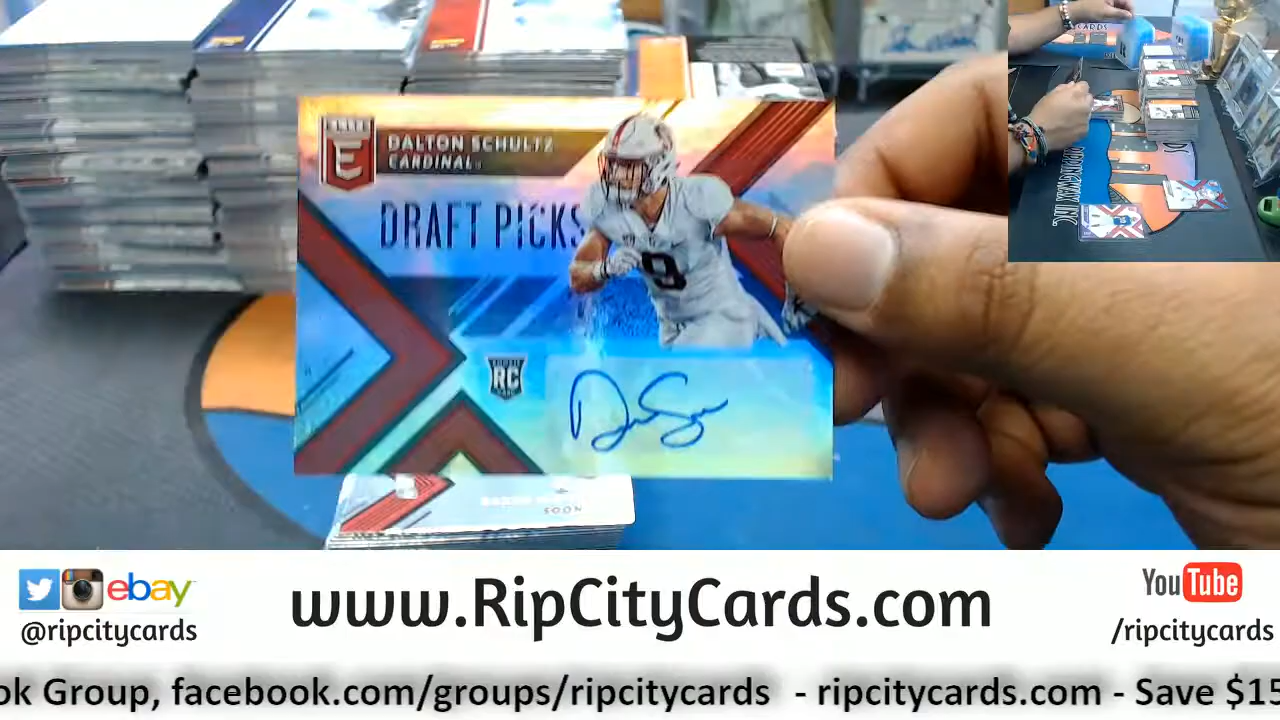 ELITE
E
DALTON SCHULTZ
CARDINAL
DRAFT PICKS
9
RC
ebay
@ripcitycards
www.RipCityCards.com
YouTube
/ripcitycards
ok Group, facebook.com/groups/ripcitycards - ripcitycards.com - Save $15